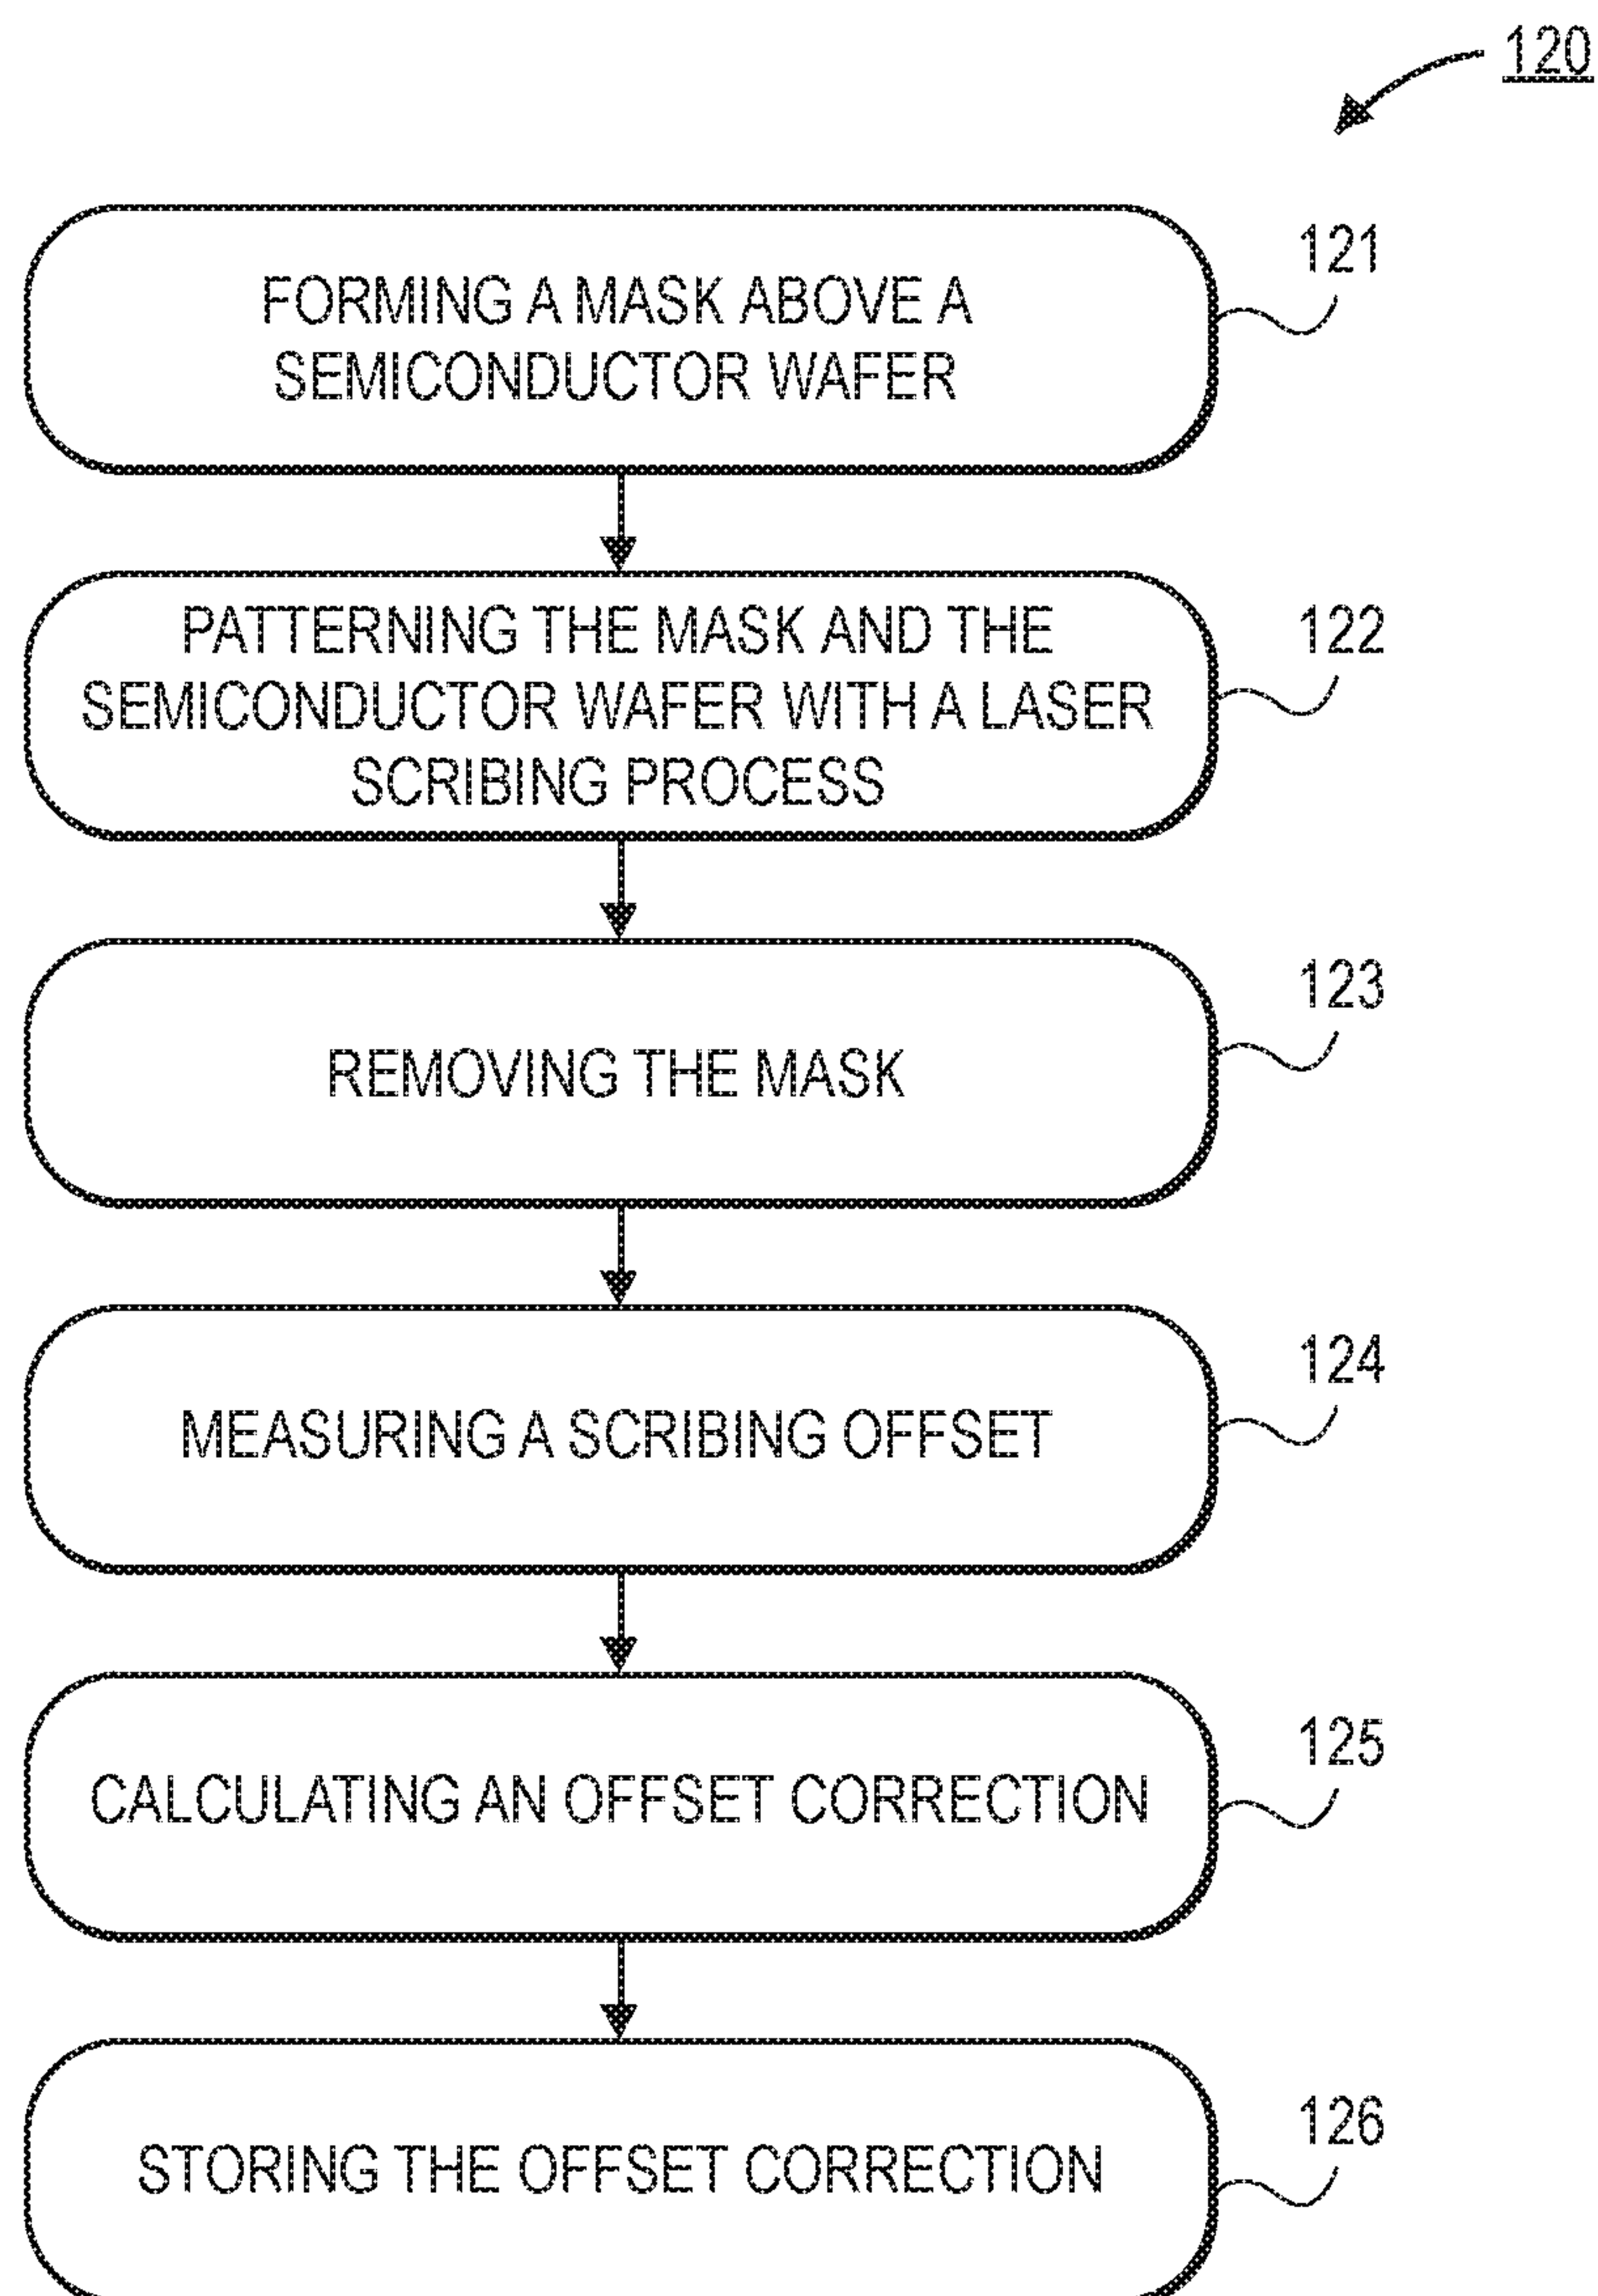 120
FORMING A MASK ABOVE A
SEMICONDUCTOR WAFER
121
PATTERNING THE MASK AND THE
SEMICONDUCTOR WAFER WITH A LASER
SCRIBING PROCESS
122
REMOVING THE MASK
123
MEASURING A SCRIBING OFFSET
124
CALCULATING AN OFFSET CORRECTION
125
STORING THE OFFSET CORRECTION
126